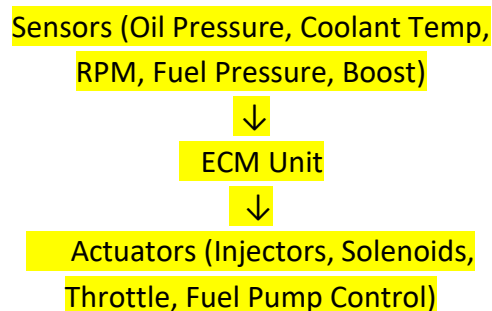 Sensors (Oil Pressure, Coolant Temp,
RPM, Fuel Pressure, Boost)
↓
ECM Unit
↓
Actuators (Injectors, Solenoids,
Throttle, Fuel Pump Control)